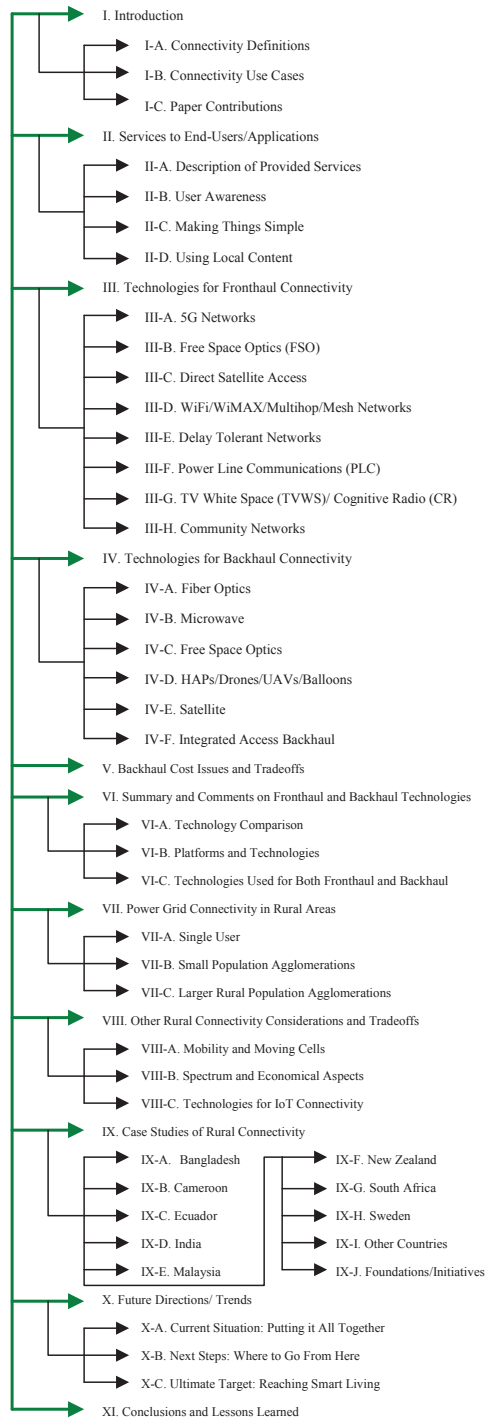 I. Introduction
I-A. Connectivity Definitions
I-B. Connectivity Use Cases
I-C. Paper Contributions
II. Services to End-Users/Applications
II-A. Description of Provided Services
II-B. User Awareness
II-C. Making Things Simple
II-D. Using Local Content
III. Technologies for Fronthaul Connectivity
III-A. 5G Networks
III-B. Free Space Optics (FSO)
III-C. Direct Satellite Access
III-D. WiFi/WiMAX/Multihop/Mesh Networks
III-E. Delay Tolerant Networks
III-F. Power Line Communications (PLC)
III-G. TV White Space (TVWS)/ Cognitive Radio (CR)
III-H. Community Networks
IV. Technologies for Backhaul Connectivity
IV-A. Fiber Optics
IV-B. Microwave
IV-C. Free Space Optics
IV-D. HAPs/Drones/UAVs/Balloons
IV-E. Satellite
IV-F. Integrated Access Backhaul
V. Backhaul Cost Issues and Tradeoffs
VI. Summary and Comments on Fronthaul and Backhaul Technologies
VI-A. Technology Comparison
VI-B. Platforms and Technologies
VI-C. Technologies Used for Both Fronthaul and Backhaul
VII. Power Grid Connectivity in Rural Areas
VII-A. Single User
VII-B. Small Population Agglomerations
VII-C. Larger Rural Population Agglomerations
VIII. Other Rural Connectivity Considerations and Tradeoffs
VIII-A. Mobility and Moving Cells
VIII-B. Spectrum and Economical Aspects
VIII-C. Technologies for IoT Connectivity
IX. Case Studies of Rural Connectivity
IX-A. Bangladesh
IX-B. Cameroon
IX-C. Ecuador
IX-D. India
IX-E. Malaysia
IX-F. New Zealand
IX-G. South Africa
IX-H. Sweden
IX-I. Other Countries
IX-J. Foundations/Initiatives
X. Future Directions/ Trends
X-A. Current Situation: Putting it All Together
X-B. Next Steps: Where to Go From Here
X-C. Ultimate Target: Reaching Smart Living
XI. Conclusions and Lessons Learned